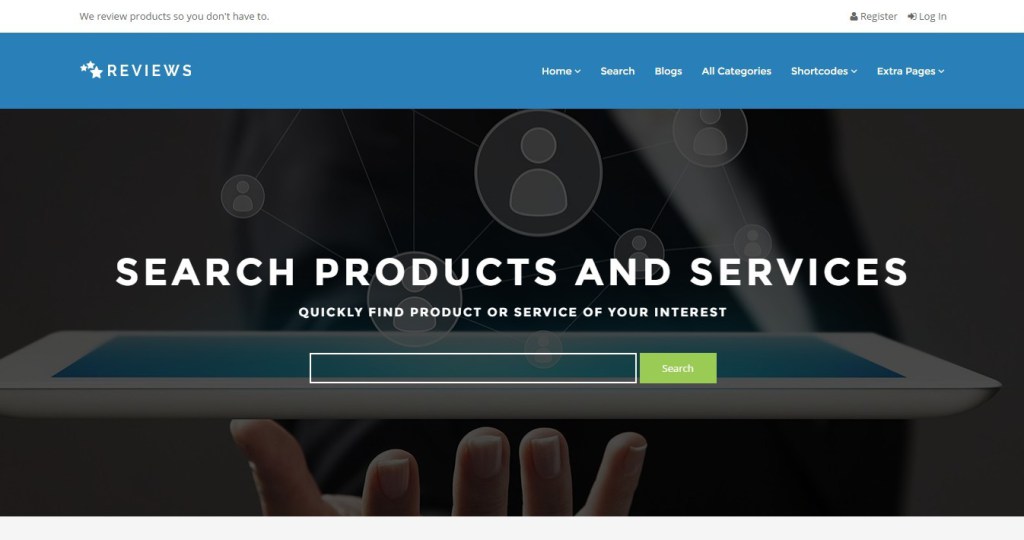 We review products so you don't have to.
Register Log In
REVIEWS
Home Search Blogs All Categories Shortcodes Extra Pages
SEARCH PRODUCTS AND SERVICES
QUICKLY FIND PRODUCT OR SERVICE OF YOUR INTEREST
Search